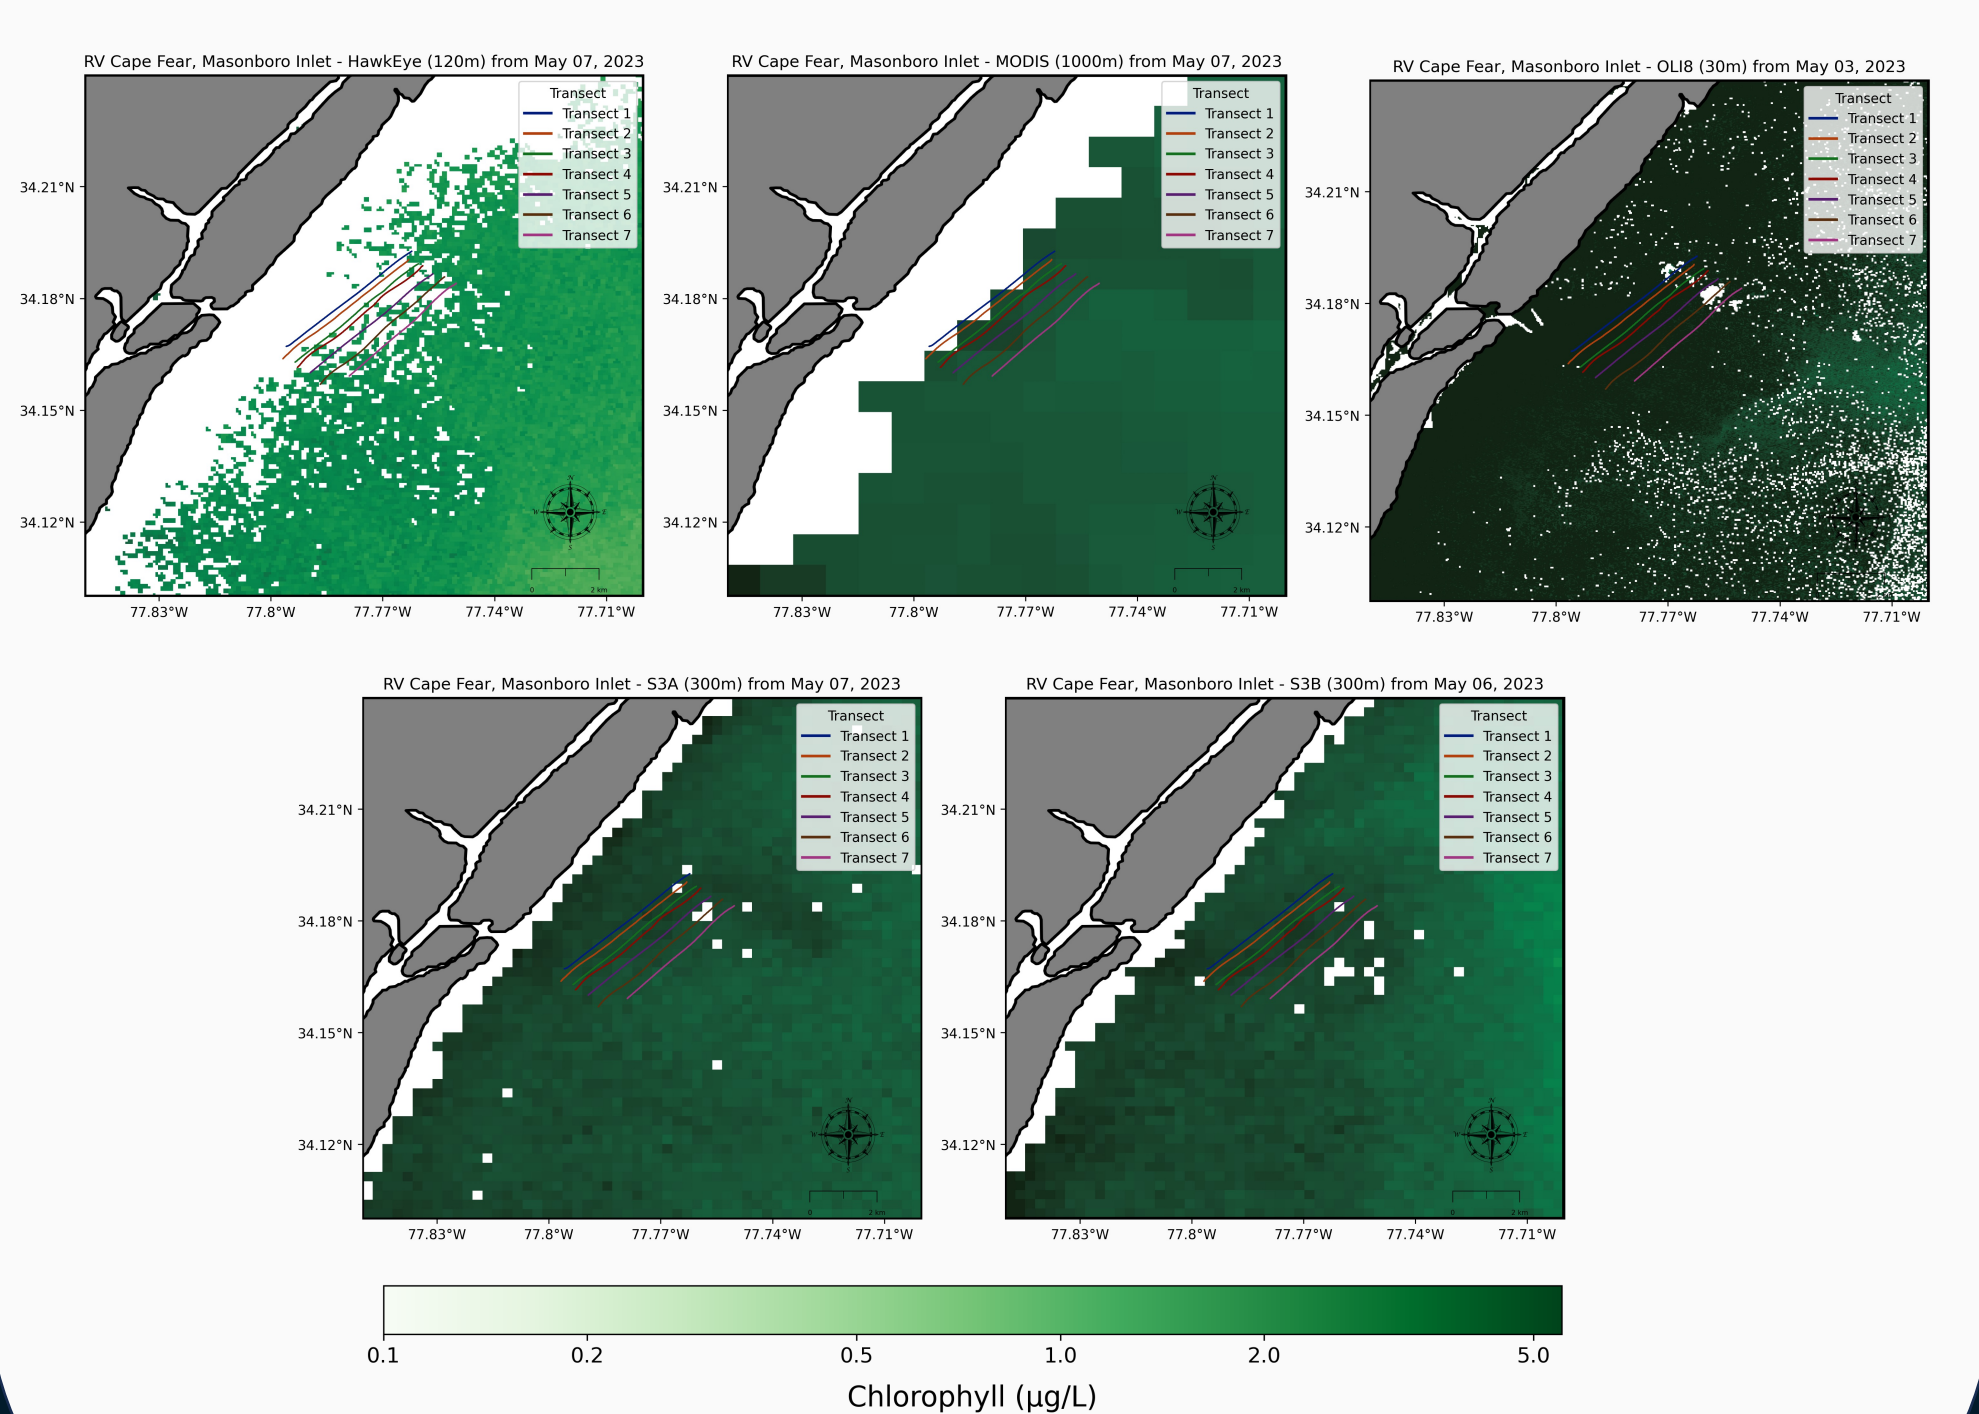 RV Cape Fear, Masonboro Inlet - HawkEye (120m) from May 07, 2023
Transect
Transect 1
Transect 2
Transect 3
Transect 4
Transect 5
Transect 6
Transect 7
34.21°N
34.18°N
34.15°N
34.12°N
N
W
E
S
0
2 km
77.83°W
77.8°W
77.77°W
77.74°W
77.71°W
RV Cape Fear, Masonboro Inlet - MODIS (1000m) from May 07, 2023
Transect
Transect 1
Transect 2
Transect 3
Transect 4
Transect 5
Transect 6
Transect 7
34.21°N
34.18°N
34.15°N
34.12°N
N
W
E
S
0
2 km
77.83°W
77.8°W
77.77°W
77.74°W
77.71°W
RV Cape Fear, Masonboro Inlet - OLI8 (30m) from May 03, 2023
Transect
Transect 1
Transect 2
Transect 3
Transect 4
Transect 5
Transect 6
Transect 7
34.21°N
34.18°N
34.15°N
34.12°N
77.83°W
77.8°W
77.77°W
77.74°W
77.71°W
RV Cape Fear, Masonboro Inlet - S3A (300m) from May 07, 2023
Transect
Transect 1
Transect 2
Transect 3
Transect 4
Transect 5
Transect 6
Transect 7
34.21°N
34.18°N
34.15°N
34.12°N
N
W
E
S
0
2 km
77.83°W
77.8°W
77.77°W
77.74°W
77.71°W
RV Cape Fear, Masonboro Inlet - S3B (300m) from May 06, 2023
Transect
Transect 1
Transect 2
Transect 3
Transect 4
Transect 5
Transect 6
Transect 7
34.21°N
34.18°N
34.15°N
34.12°N
N
W
E
S
0
2 km
77.83°W
77.8°W
77.77°W
77.74°W
77.71°W
0.1
0.2
0.5
1.0
2.0
5.0
Chlorophyll (µg/L)